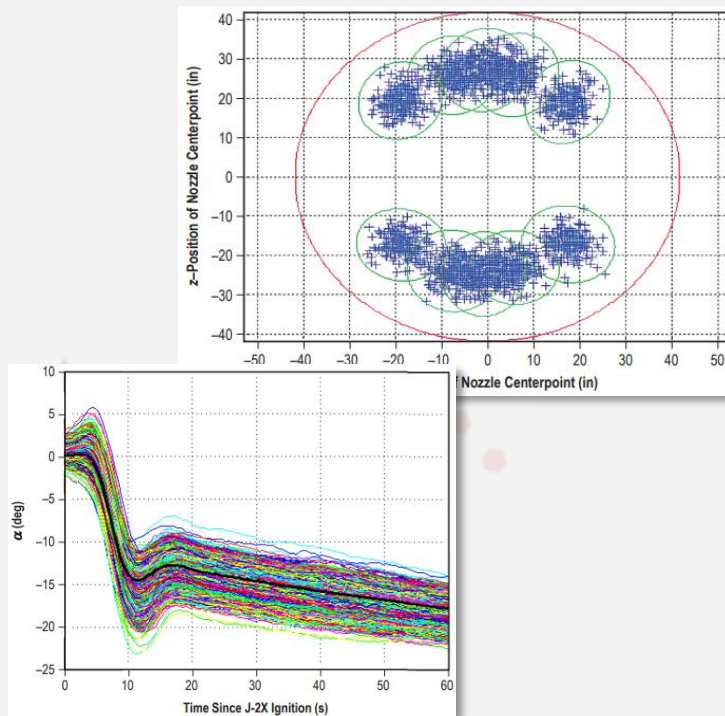 z–Position of Nozzle Centerpoint (in)
40
30
20
10
0
–10
–20
–30
–40
–50 –40 –30 –20 –10 0 10 20 30 40 50
Nozzle Centerpoint (in)
α (deg)
10
5
0
–5
–10
–15
–20
–25
0 10 20 30 40 50 60
Time Since J-2X Ignition (s)